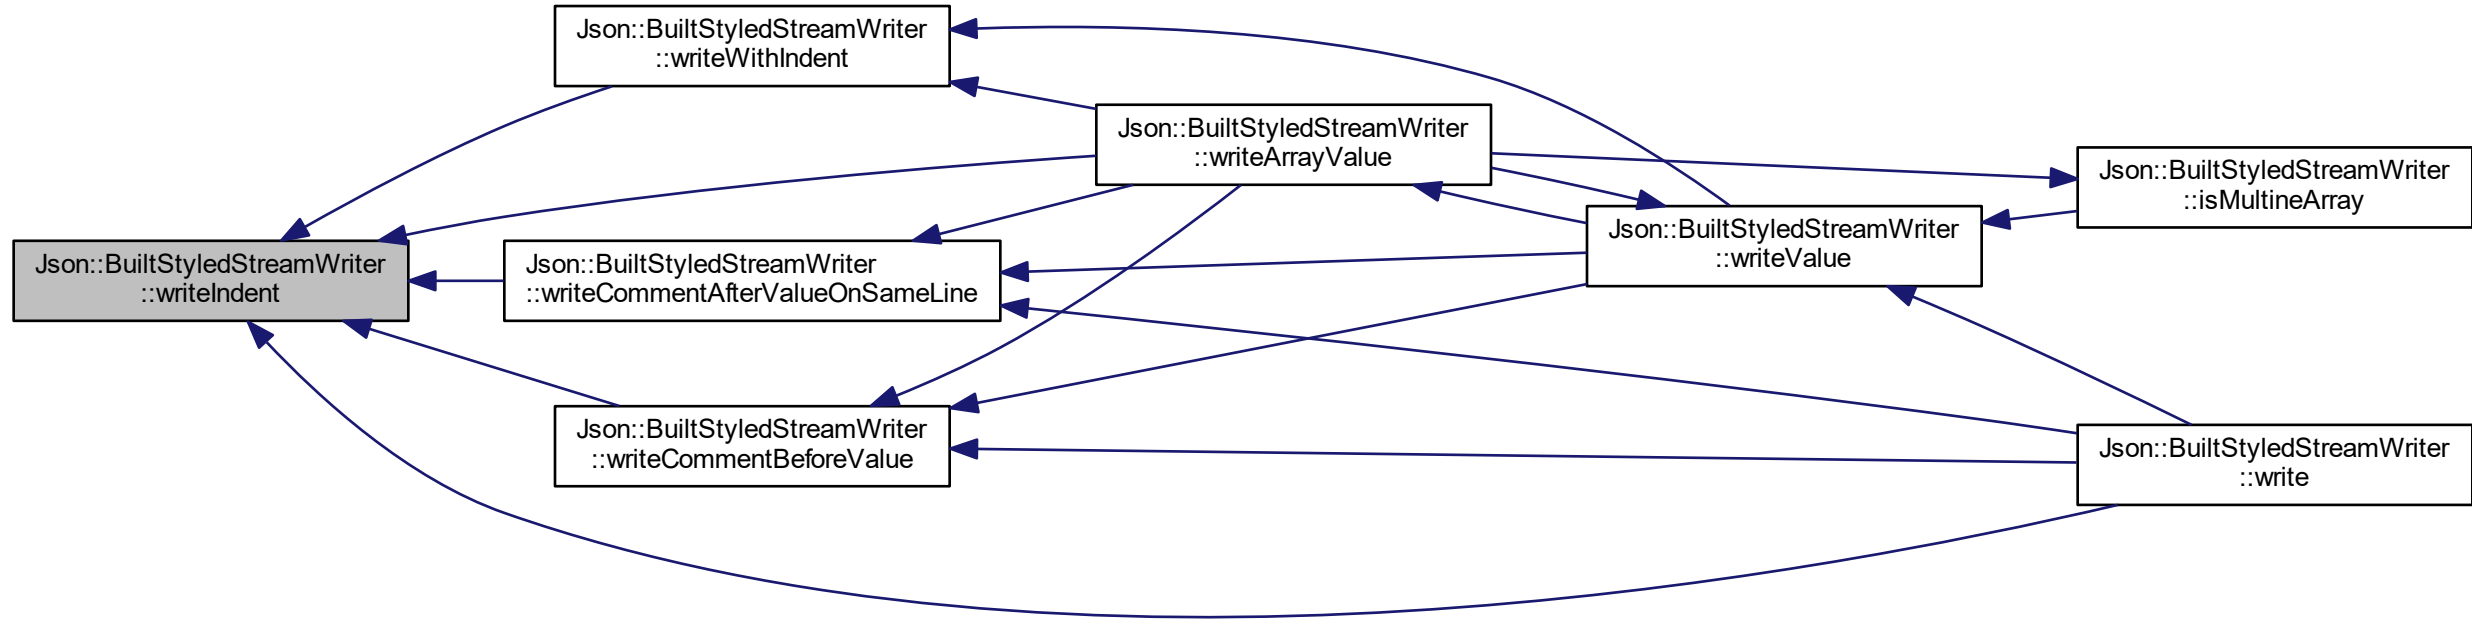 Json::BuiltStyledStreamWriter
::writeWithIndent
Json::BuiltStyledStreamWriter
::writeArrayValue
Json::BuiltStyledStreamWriter
::isMultineArray
Json::BuiltStyledStreamWriter
::writeValue
Json::BuiltStyledStreamWriter
::writeIndent
Json::BuiltStyledStreamWriter
::writeCommentAfterValueOnSameLine
Json::BuiltStyledStreamWriter
::writeCommentBeforeValue
Json::BuiltStyledStreamWriter
::write